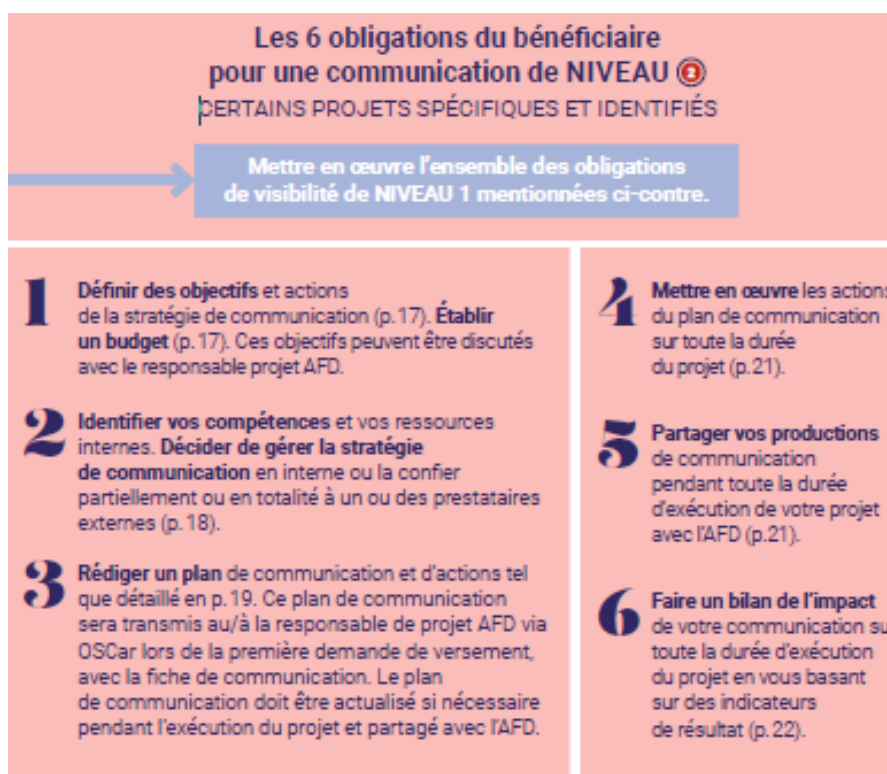 Les 6 obligations du bénéficiaire
pour une communication de NIVEAU 2
CERTAINS PROJETS SPÉCIFIQUES ET IDENTIFIÉS
Mettre en œuvre l'ensemble des obligations
de visibilité de NIVEAU 1 mentionnées ci-contre.
1 Définir des objectifs et actions
de la stratégie de communication (p. 17). Établir
un budget (p. 17). Ces objectifs peuvent être discutés
avec le responsable projet AFD.
2 Identifier vos compétences et vos ressources
internes. Décider de gérer la stratégie
de communication en interne ou la confier
partiellement ou en totalité à un ou des prestataires
externes (p. 18).
3 Rédiger un plan de communication et d'actions tel
que détaillé en p. 19. Ce plan de communication
sera transmis au/à la responsable de projet AFD via
OSCar lors de la première demande de versement,
avec la fiche de communication. Le plan
de communication doit être actualisé si nécessaire
pendant l'exécution du projet et partagé avec l'AFD.
4 Mettre en œuvre les actions
du plan de communication
sur toute la durée
du projet (p. 21).
5 Partager vos productions
de communication
pendant toute la durée
d'exécution de votre projet
avec l'AFD (p.21).
6 Faire un bilan de l'impact
de votre communication su
toute la durée d'exécution
du projet en vous basant
sur des indicateurs
de résultat (p. 22).